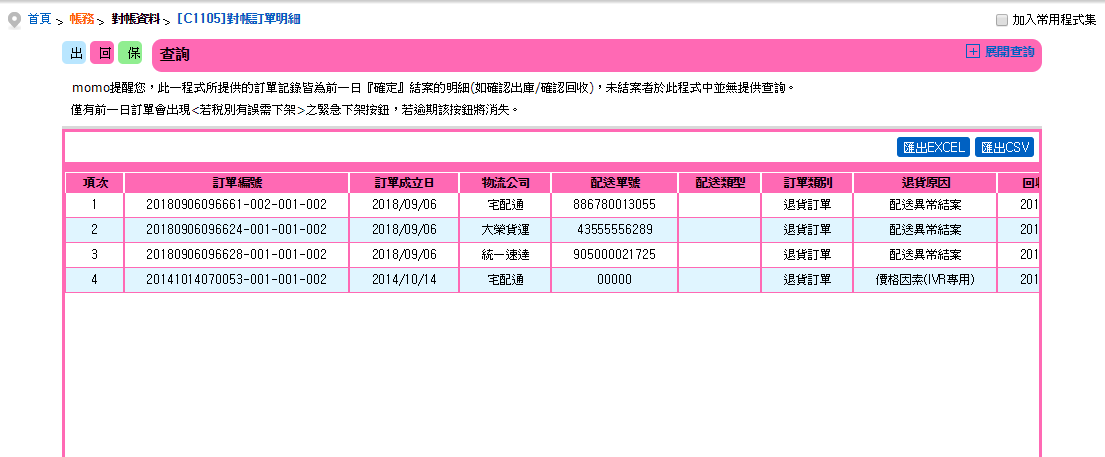 首頁 > 帳務 > 對帳資料 > [C1105]對帳訂單明細
加入常用程式集
出 回 保 查詢
展開查詢
momo提醒您，此一程式所提供的訂單記錄皆為前一日『確定』結案的明細(如確認出庫/確認回收)，未結案者於此程式中並無提供查詢。
僅有前一日訂單會出現<若稅別有誤需下架>之緊急下架按鈕，若逾期該按鈕將消失。
匯出EXCEL 匯出CSV
項次 訂單編號 訂單成立日 物流公司 配送單號 配送類型 訂單類別 退貨原因 回
1 20180906096661-002-001-002 2018/09/06 宅配通 886780013055 退貨訂單 配送異常結案 201
2 20180906096624-001-001-002 2018/09/06 大榮貨運 43555556289 退貨訂單 配送異常結案 201
3 20180906096628-001-001-002 2018/09/06 統一速達 905000021725 退貨訂單 配送異常結案 201
4 20141014070053-001-001-002 2014/10/14 宅配通 00000 退貨訂單 價格因素(IVR專用) 201